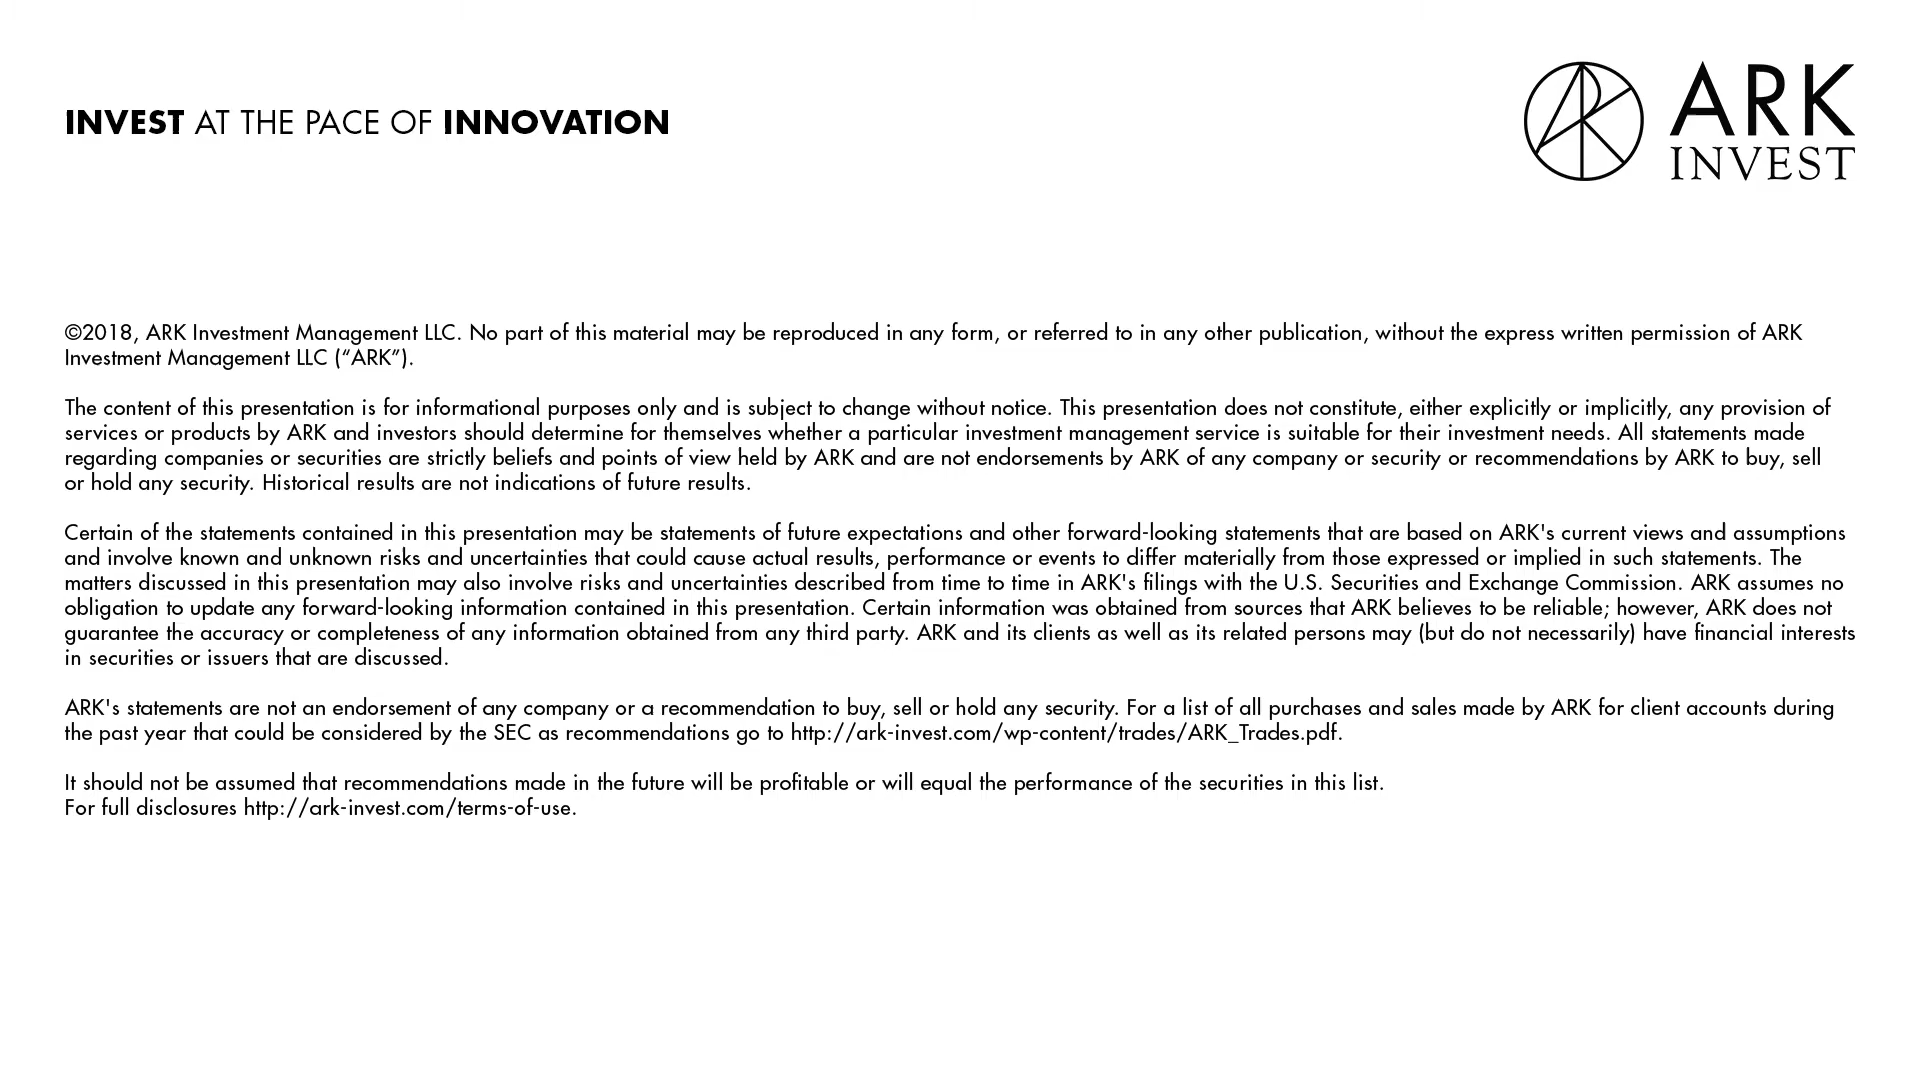 INVEST AT THE PACE OF INNOVATION
ARK
INVEST
©2018, ARK Investment Management LLC. No part of this material may be reproduced in any form, or referred to in any other publication, without the express written permission of ARK
Investment Management LLC (“ARK”).
The content of this presentation is for informational purposes only and is subject to change without notice. This presentation does not constitute, either explicitly or implicitly, any provision of
services or products by ARK and investors should determine for themselves whether a particular investment management service is suitable for their investment needs. All statements made
regarding companies or securities are strictly beliefs and points of view held by ARK and are not endorsements by ARK of any company or security or recommendations by ARK to buy, sell
or hold any security. Historical results are not indications of future results.
Certain of the statements contained in this presentation may be statements of future expectations and other forward-looking statements that are based on ARK's current views and assumptions
and involve known and unknown risks and uncertainties that could cause actual results, performance or events to differ materially from those expressed or implied in such statements. The
matters discussed in this presentation may also involve risks and uncertainties described from time to time in ARK's filings with the U.S. Securities and Exchange Commission. ARK assumes no
obligation to update any forward-looking information contained in this presentation. Certain information was obtained from sources that ARK believes to be reliable; however, ARK does not
guarantee the accuracy or completeness of any information obtained from any third party. ARK and its clients as well as its related persons may (but do not necessarily) have financial interests
in securities or issuers that are discussed.
ARK's statements are not an endorsement of any company or a recommendation to buy, sell or hold any security. For a list of all purchases and sales made by ARK for client accounts during
the past year that could be considered by the SEC as recommendations go to http://ark-invest.com/wp-content/trades/ARK_Trades.pdf.
It should not be assumed that recommendations made in the future will be profitable or will equal the performance of the securities in this list.
For full disclosures http://ark-invest.com/terms-of-use.